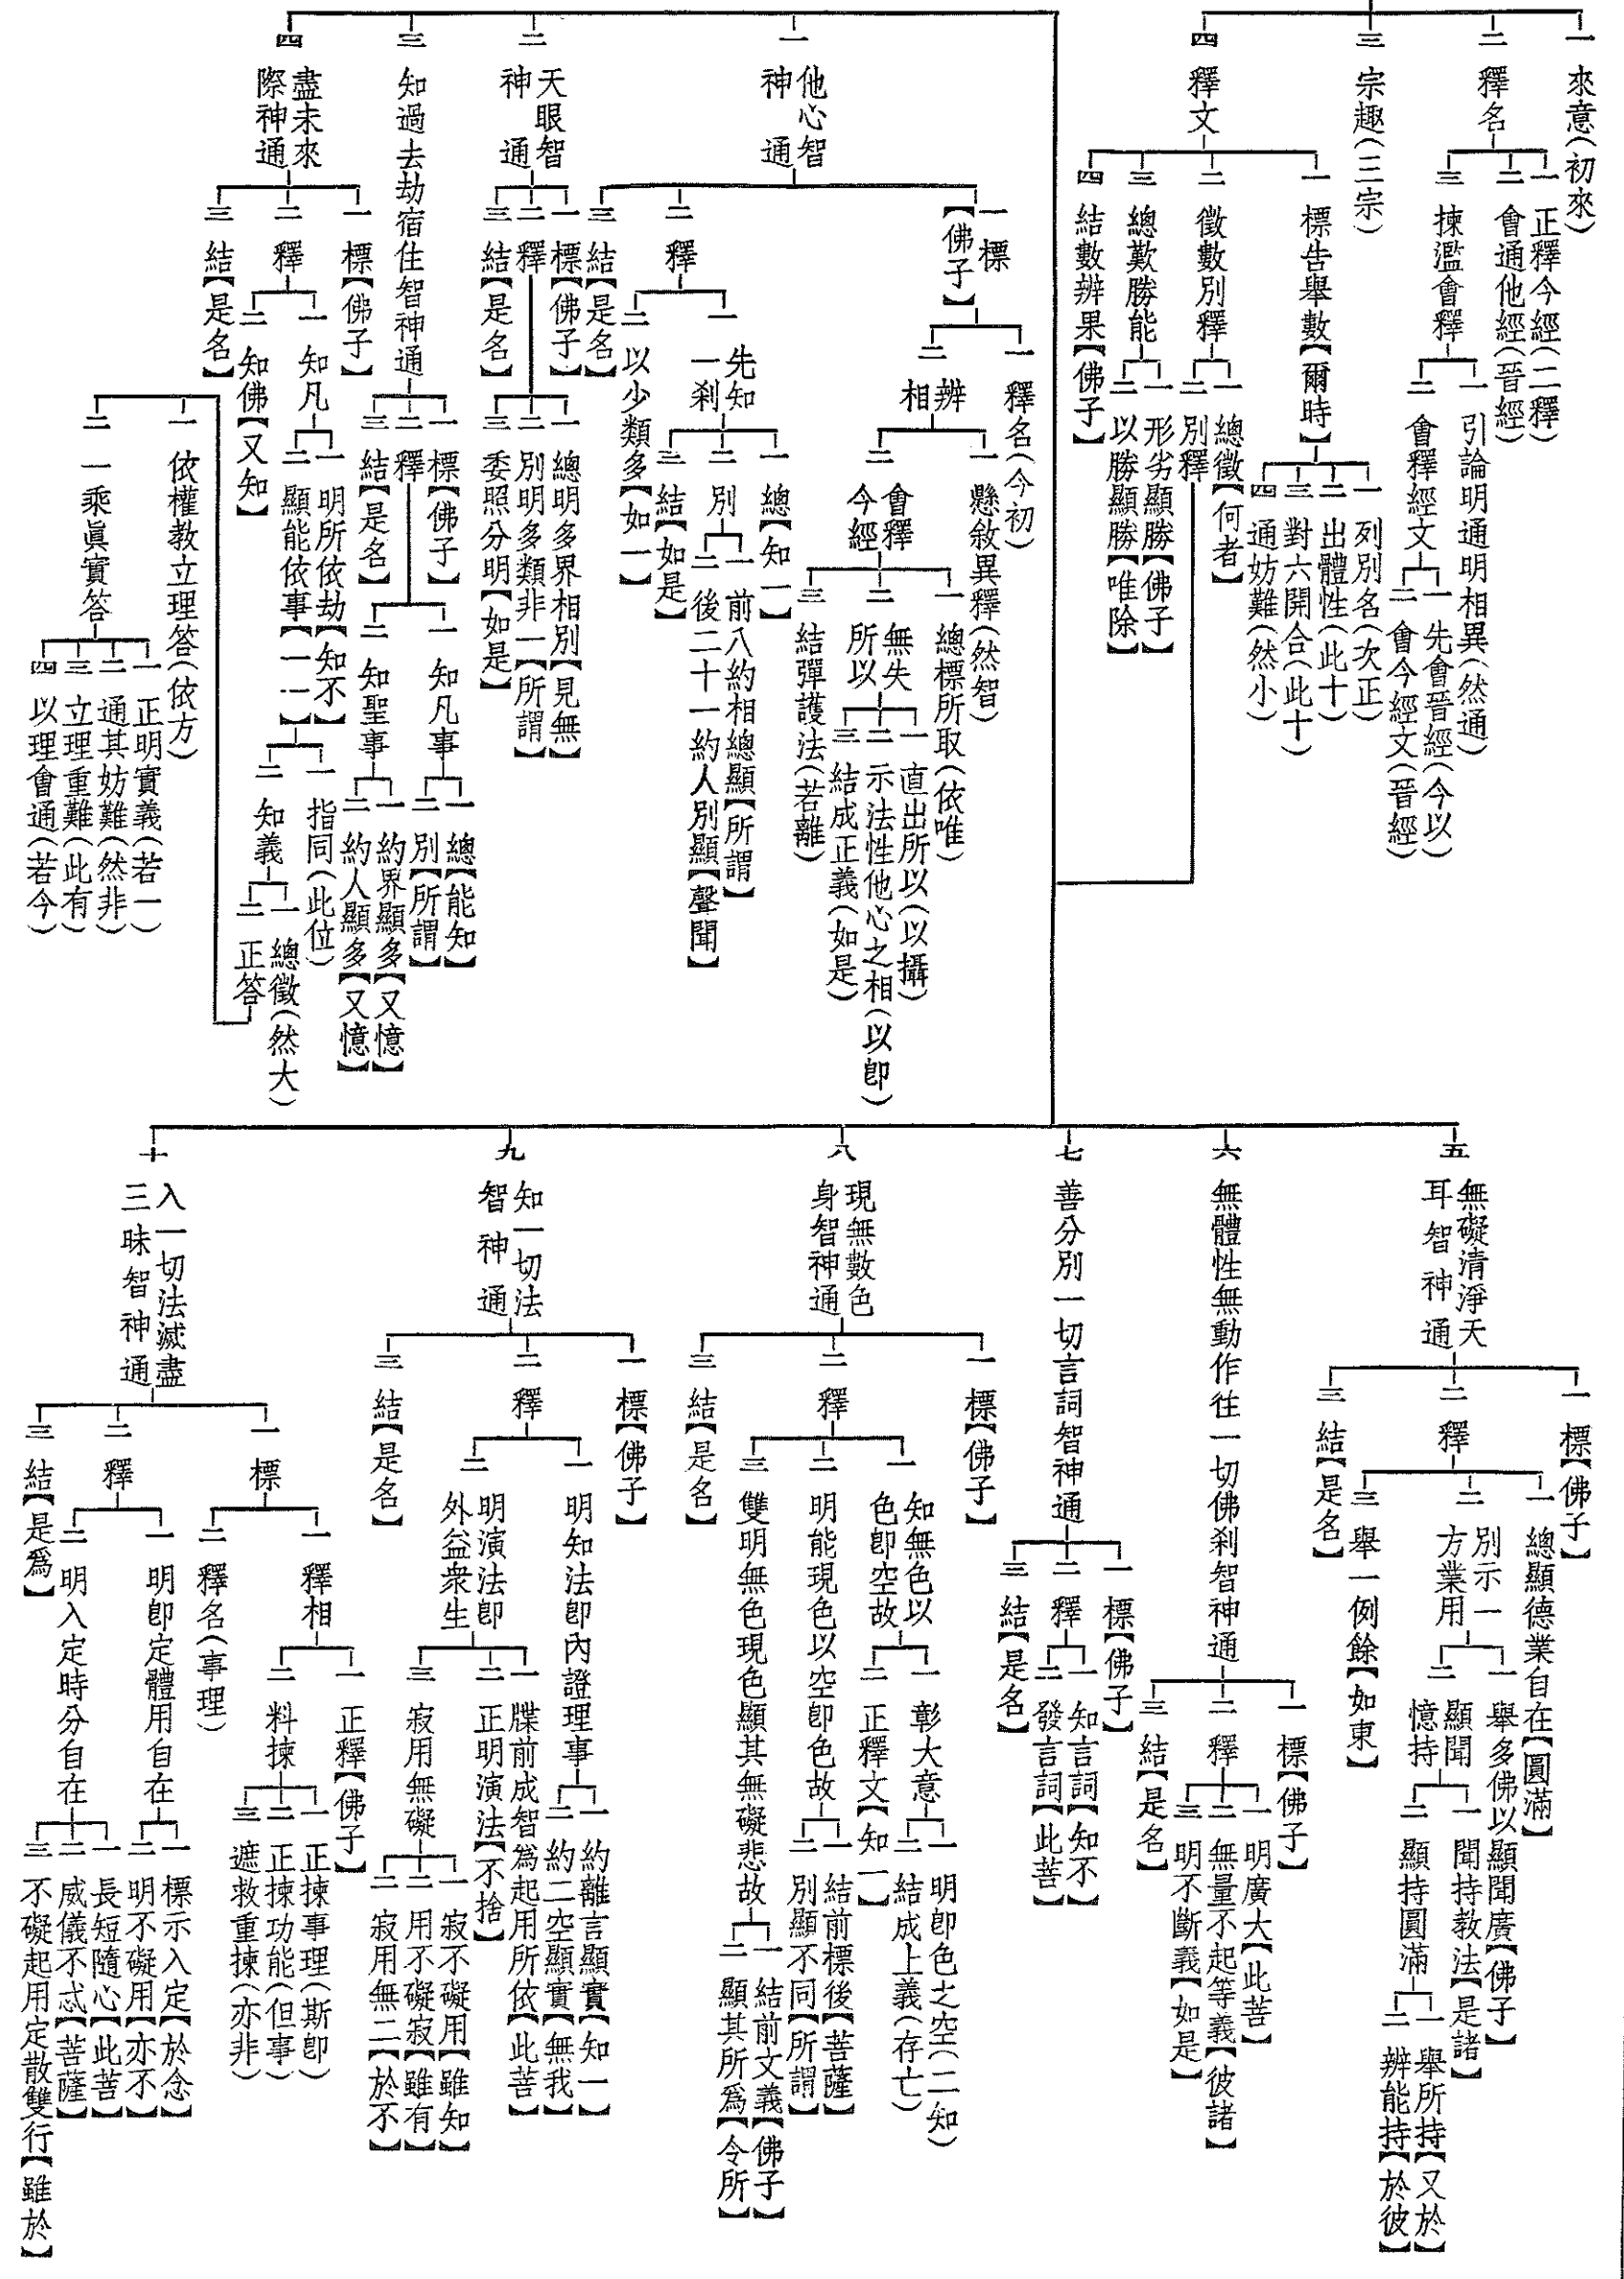 一 來意(初來)
二 釋名
一 正釋今經(二釋)
二 會通他經(晉經)
三 揀濫會釋
一 引論明通明相異(然通)
二 會釋經文
一 先會晉經(今以)
二 會今經文(晉經)
三 宗趣(三宗)
四 釋文
一 標告舉數【爾時】
一 列別名(次正)
二 出體性(此十)
三 對六開合(此十)
四 通妨難(然小)
二 徵數別釋
一 總徵【何者】
二 別釋
三 總歎勝能
一 形劣顯勝【佛子】
二 以勝顯勝【唯除】
四 結數辨果【佛子】
一 他心智神通
一 標【佛子】
一 釋名(今初)
二 辨相
一 懸敘異釋(然智)
二 會釋今經
一 總標所取(依唯)
二 無失所以
一 直出所以(以攝)
二 示法性他心之相(以卽)
三 結成正義(如是)
三 結彈護法(若離)
二 釋
一 先知一剎
一 總【知一】
二 別
一 前八約相總顯【所謂】
二 後二十一約人別顯【聲聞】
三 結【如是】
二 以少類多【如一】
三 結【是名】
二 天眼智神通
一 標【佛子】
二 釋
一 總明多界相別【見無】
二 別明多類非一【所謂】
三 委照分明【如是】
三 結【是名】
三 知過去劫宿住智神通
一 標【佛子】
二 釋
一 知凡事
一 總【能知】
二 別【所謂】
二 知聖事
一 約界顯多【又憶】
二 約人顯多【又憶】
三 結【是名】
四 盡未來際神通
一 標【佛子】
二 釋
一 知凡
一 明所依劫【知不】
二 顯能依事【一一】
一 指同(此位)
二 知義
一 總徵(然大)
二 正答
一 依權教立理答(依方)
二 一乘眞實答
一 正明實義(若一)
二 通其妨難(然非)
三 立理重難(此有)
四 以理會通(若今)
二 知佛【又知】
三 結【是名】
五 無礙清淨天耳智神通
一 標【佛子】
二 釋
一 總顯德業自在【圓滿】
二 別示一方業用
一 舉多佛以顯聞廣【佛子】
二 顯聞憶持
一 聞持教法【是諸】
二 顯持圓滿
一 舉所持【又於】
二 辨能持【於彼】
三 舉一例餘【如東】
三 結【是名】
六 無體性無動作往一切佛剎智神通
一 標【佛子】
二 釋
一 明廣大【此菩】
二 無量不起等義【彼諸】
三 明不斷義【如是】
三 結【是名】
七 善分別一切言詞智神通
一 標【佛子】
二 釋
一 知言詞【知不】
二 發言詞【此菩】
三 結【是名】
八 現無數色身智神通
一 標【佛子】
二 釋
一 知無色以色卽空故
一 彰大意
一 明卽色之空(二知)
二 結成上義(存亡)
二 正釋文【知一】
二 明能現色以空卽色故
一 結前標後【菩薩】
二 別顯不同【所謂】
三 雙明無色現色顯其無礙悲故
一 結前文義【佛子】
二 顯其所爲【令所】
三 結【是名】
九 知一切法智神通
一 標【佛子】
二 釋
一 明知法卽內證理事
一 約離言顯實【知一】
二 約二空顯實【無我】
二 明演法卽外益衆生
一 牒前成智爲起用所依【此菩】
二 正明演法【不捨】
三 寂用無礙
一 寂不礙用【雖知】
二 用不礙寂【雖有】
三 寂用無二【於不】
三 結【是名】
十 入一切法滅盡三昧智神通
一 標
一 釋相
一 正釋【佛子】
二 料揀
一 正揀事理(斯卽)
二 正揀功能(但事)
三 遮救重揀(亦非)
二 釋名(事理)
二 釋
一 明卽定體用自在
一 標示入定【於念】
二 明不礙用【亦不】
二 明入定時分自在
一 長短隨心【此菩】
二 威儀不忒【菩薩】
三 不礙起用定散雙行【雖於】
三 結【是爲】